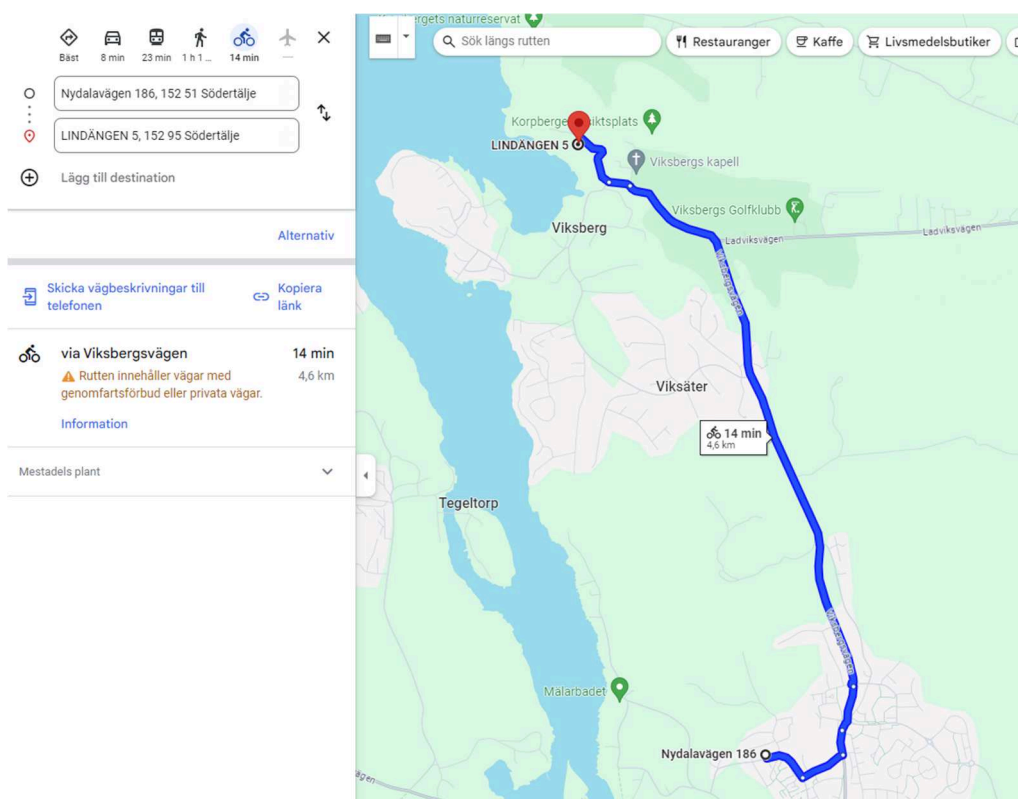 Bäst
8 min
23 min
1 h 1 ...
14 min
—
Nydalavägen 186, 152 51 Södertälje
LINDÄNGEN 5, 152 95 Södertälje
Lägg till destination
Alternativ
Skicka vägbeskrivningar till
telefonen
Kopiera
länk
via Viksbergsvägen
14 min
Rutten innehåller vägar med
genomfartsförbud eller privata vägar.
4,6 km
Information
Mestadels plant
naturreservat
Sök längs rutten
Restauranger
Kaffe
Livsmedelsbutiker
LINDÄNGEN 5
Viksbergs kapell
Viksbergs Golfklubb
Viksberg
Ladviksvägen
Ladviksvägen
Viksbergsvägen
Viksäter
14 min
4,6 km
Tegeltorp
Viksbergsvägen
Mälarbadet
Nydalavägen 186